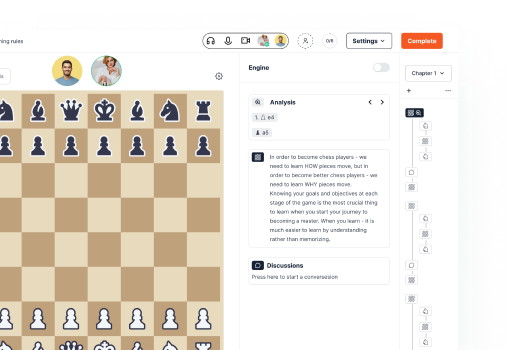 ning rules
0/8
Settings
Complete
Engine
Chapter 1
Analysis
1. e4
a5
In order to become chess players - we
need to learn HOW pieces move, but in
order to become better chess players - we
need to learn WHY pieces move.
Knowing your goals and objectives at each
stage of the game is the most crucial thing
to learn when you start your journey to
becoming a master. When you learn - it is
much easier to learn by understanding
rather than memorizing.
Discussions
Press here to start a conversesion